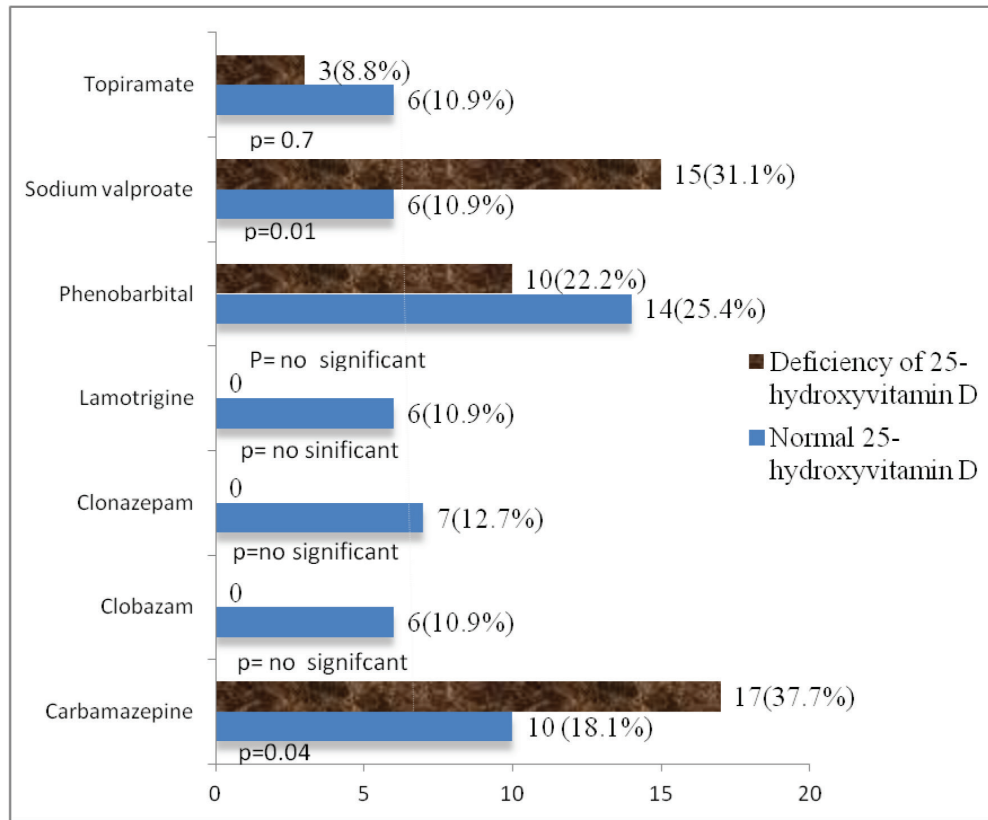 Topiramate
3(8.8%)
6(10.9%)
p= 0.7
Sodium valproate
15(31.1%)
6(10.9%)
p=0.01
Phenobarbital
10(22.2%)
14(25.4%)
P= no significant
Lamotrigine
0
6(10.9%)
p= no sinificant
Clonazepam
0
7(12.7%)
p=no significant
Clobazam
0
6(10.9%)
p= no signifcant
Carbamazepine
17(37.7%)
10 (18.1%)
p=0.04
0 5 10 15 20
Deficiency of 25-
hydroxyvitamin D
Normal 25-
hydroxyvitamin D